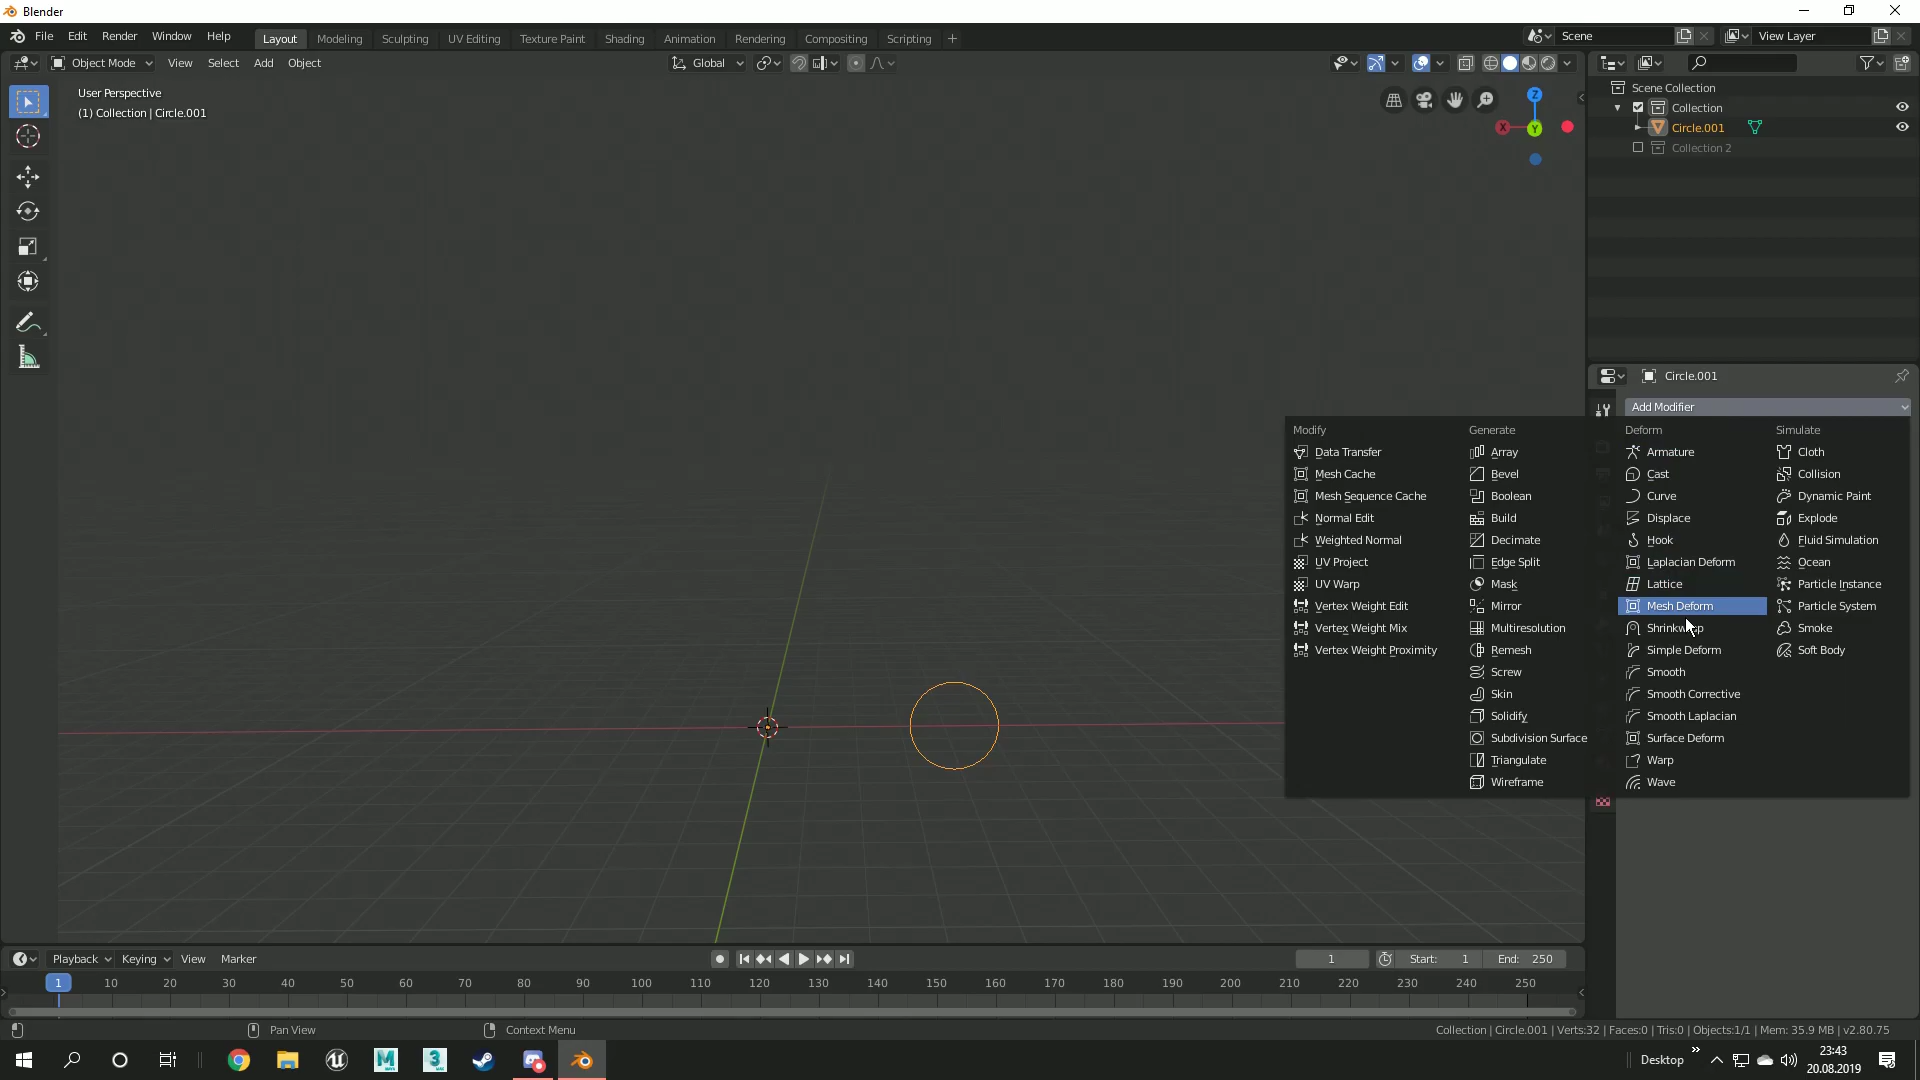 Blender
File Edit Render Window Help
Layout Modeling Sculpting UV Editing Texture Paint Shading Animation Rendering Compositing Scripting +
Scene
View Layer
Object Mode View Select Add Object
Global
User Perspective
(1) Collection | Circle.001
Z
X
Y
Scene Collection
Collection
Circle.001
Collection 2
Circle.001
Add Modifier
Modify
Data Transfer
Mesh Cache
Mesh Sequence Cache
Normal Edit
Weighted Normal
UV Project
UV Warp
Vertex Weight Edit
Vertex Weight Mix
Vertex Weight Proximity
Generate
Array
Bevel
Boolean
Build
Decimate
Edge Split
Mask
Mirror
Multiresolution
Remesh
Screw
Skin
Solidify
Subdivision Surface
Triangulate
Wireframe
Deform
Armature
Cast
Curve
Displace
Hook
Laplacian Deform
Lattice
Mesh Deform
Simple Deform
Smooth
Smooth Corrective
Smooth Laplacian
Surface Deform
Warp
Wave
Simulate
Cloth
Collision
Dynamic Paint
Explode
Fluid Simulation
Ocean
Particle Instance
Particle System
Smoke
Soft Body
Playback Keying View Marker
1
Start: 1
End: 250
1 10 20 30 40 50 60 70 80 90 100 110 120 130 140 150 160 170 180 190 200 210 220 230 240 250
Pan View
Context Menu
Collection | Circle.001 | Verts:32 | Faces:0 | Tris:0 | Objects:1/1 | Mem: 35.9 MB | v2.80.75
Desktop
23:43
20.08.2019